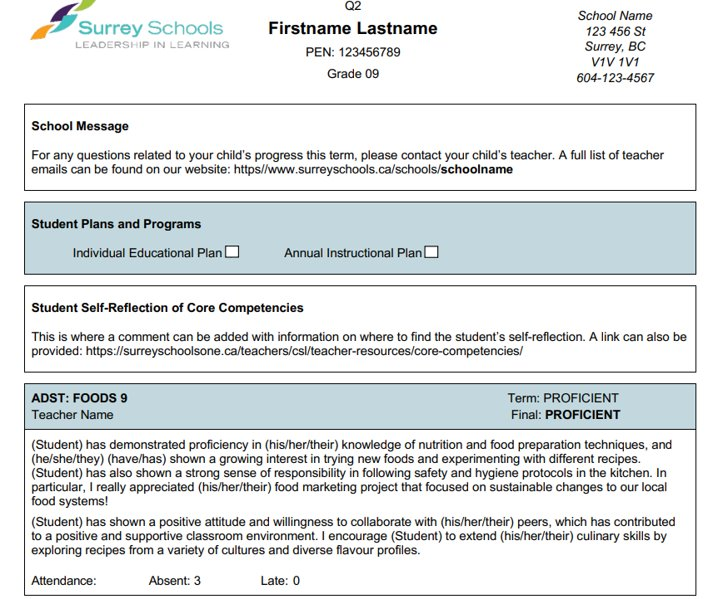 Surrey Schools
LEADERSHIP IN LEARNING
Q2
Firstname Lastname
PEN: 123456789
Grade 09
School Name
123 456 St
Surrey, BC
V1V 1V1
604-123-4567
School Message
For any questions related to your child's progress this term, please contact your child's teacher. A full list of teacher
emails can be found on our website: https//www.surreyschools.ca/schools/schoolname
Student Plans and Programs
Individual Educational Plan
Annual Instructional Plan
Student Self-Reflection of Core Competencies
This is where a comment can be added with information on where to find the student's self-reflection. A link can also be
provided: https://surreyschoolsone.ca/teachers/csl/teacher-resources/core-competencies/
ADST: FOODS 9
Teacher Name
Term: PROFICIENT
Final: PROFICIENT
(Student) has demonstrated proficiency in (his/her/their) knowledge of nutrition and food preparation techniques, and
(he/she/they) (have/has) shown a growing interest in trying new foods and experimenting with different recipes.
(Student) has also shown a strong sense of responsibility in following safety and hygiene protocols in the kitchen. In
particular, I really appreciated (his/her/their) food marketing project that focused on sustainable changes to our local
food systems!
(Student) has shown a positive attitude and willingness to collaborate with (his/her/their) peers, which has contributed
to a positive and supportive classroom environment. I encourage (Student) to extend (his/her/their) culinary skills by
exploring recipes from a variety of cultures and diverse flavour profiles.
Attendance: Absent: 3 Late: 0